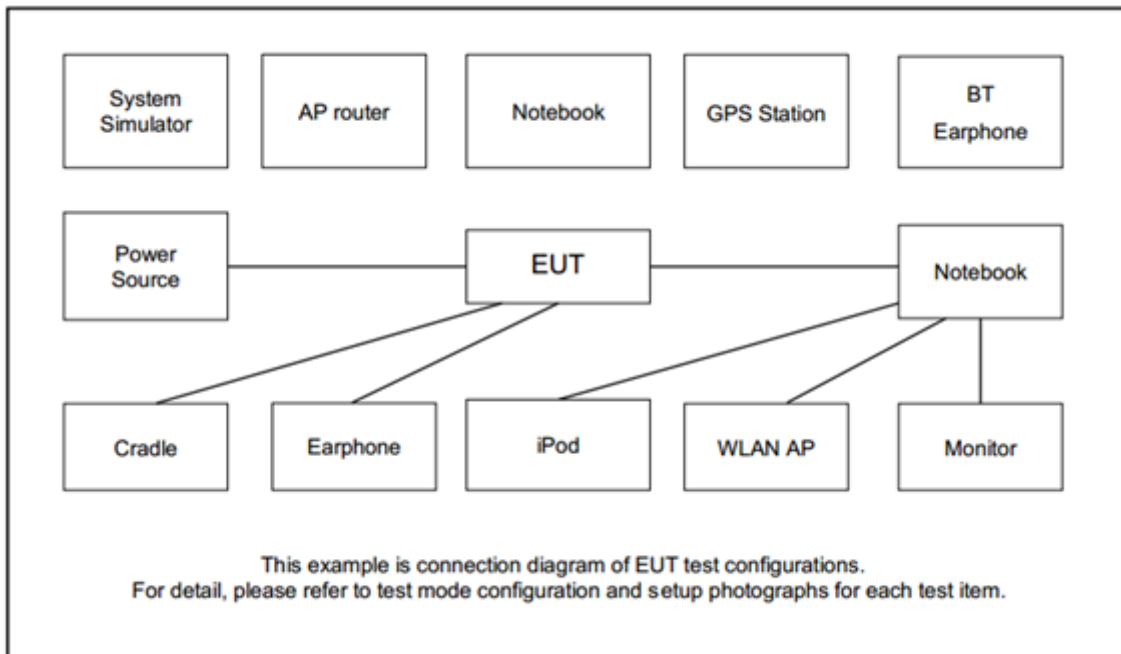 System
Simulator
AP router
Notebook
GPS Station
BT
Earphone
Power
Source
EUT
Notebook
Cradle
Earphone
iPod
WLAN AP
Monitor
This example is connection diagram of EUT test configurations.
For detail, please refer to test mode configuration and setup photographs for each test item.